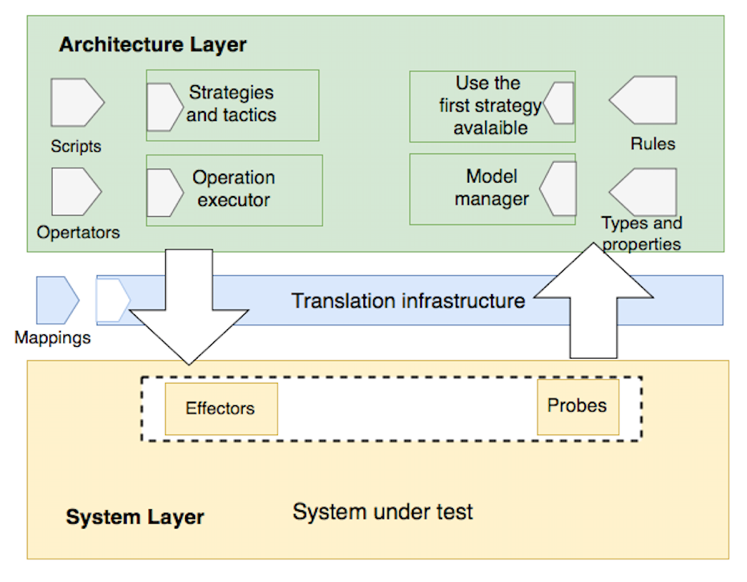 Architecture Layer
Strategies
and tactics
Use the
first strategy
avalaible
Scripts
Rules
Operation
executor
Model
manager
Opertators
Types and
properties
Translation infrastructure
Mappings
Effectors
Probes
System Layer
System under test